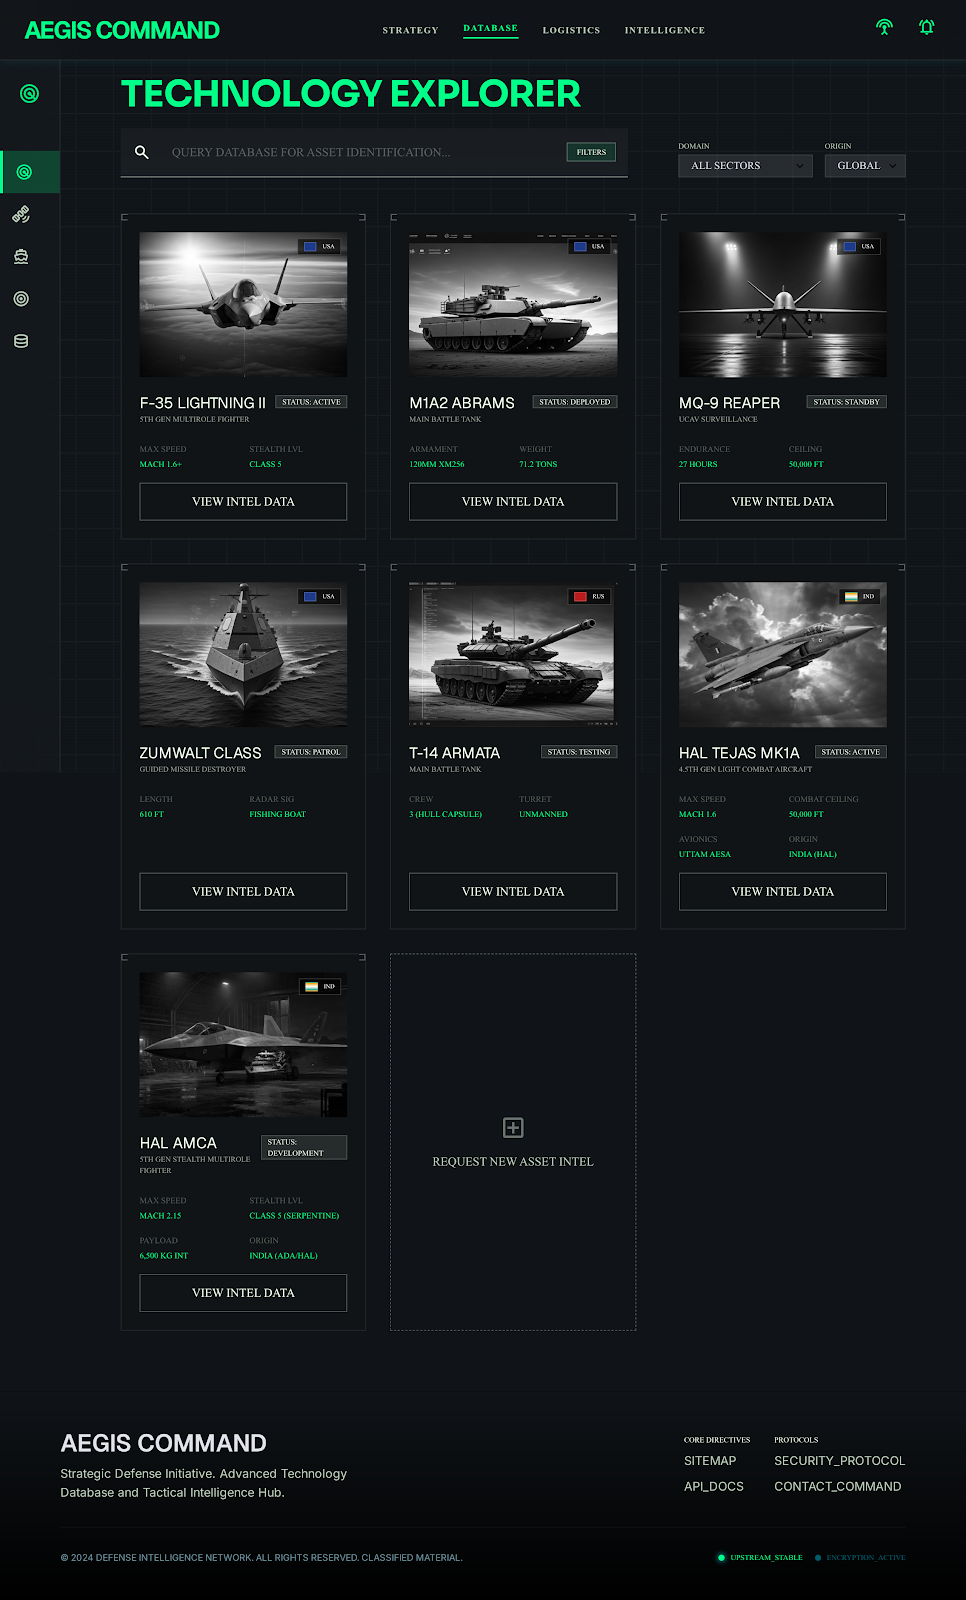 AEGIS COMMAND
STRATEGY
DATABASE
LOGISTICS
INTELLIGENCE
TECHNOLOGY EXPLORER
QUERY DATABASE FOR ASSET IDENTIFICATION...
FILTERS
DOMAIN
ALL SECTORS
ORIGIN
GLOBAL
USA
F-35 LIGHTNING II
STATUS: ACTIVE
5TH GEN MULTIROLE FIGHTER
MAX SPEED
STEALTH LVL
MACH 1.6+
CLASS 5
VIEW INTEL DATA
USA
M1A2 ABRAMS
STATUS: DEPLOYED
MAIN BATTLE TANK
ARMAMENT
WEIGHT
120MM XM256
71.2 TONS
VIEW INTEL DATA
USA
MQ-9 REAPER
STATUS: STANDBY
UCAV SURVEILLANCE
ENDURANCE
CEILING
27 HOURS
50,000 FT
VIEW INTEL DATA
USA
ZUMWALT CLASS
STATUS: PATROL
GUIDED MISSILE DESTROYER
LENGTH
RADAR SIG
610 FT
FISHING BOAT
VIEW INTEL DATA
RUS
T-14 ARMATA
STATUS: TESTING
MAIN BATTLE TANK
CREW
TURRET
3 (HULL CAPSULE)
UNMANNED
VIEW INTEL DATA
IND
HAL TEJAS MK1A
STATUS: ACTIVE
4.5TH GEN LIGHT COMBAT AIRCRAFT
MAX SPEED
COMBAT CEILING
MACH 1.6
50,000 FT
AVIONICS
ORIGIN
UTTAM AESA
INDIA (HAL)
VIEW INTEL DATA
IND
HAL AMCA
STATUS:
DEVELOPMENT
5TH GEN STEALTH MULTIROLE
FIGHTER
MAX SPEED
STEALTH LVL
MACH 2.15
CLASS 5 (SERPENTINE)
PAYLOAD
ORIGIN
6,500 KG INT
INDIA (ADA/HAL)
VIEW INTEL DATA
REQUEST NEW ASSET INTEL
AEGIS COMMAND
Strategic Defense Initiative. Advanced Technology
Database and Tactical Intelligence Hub.
CORE DIRECTIVES
SITEMAP
API_DOCS
PROTOCOLS
SECURITY_PROTOCOL
CONTACT_COMMAND
© 2024 DEFENSE INTELLIGENCE NETWORK. ALL RIGHTS RESERVED. CLASSIFIED MATERIAL.
UPSTREAM_STABLE
ENCRYPTION_ACTIVE